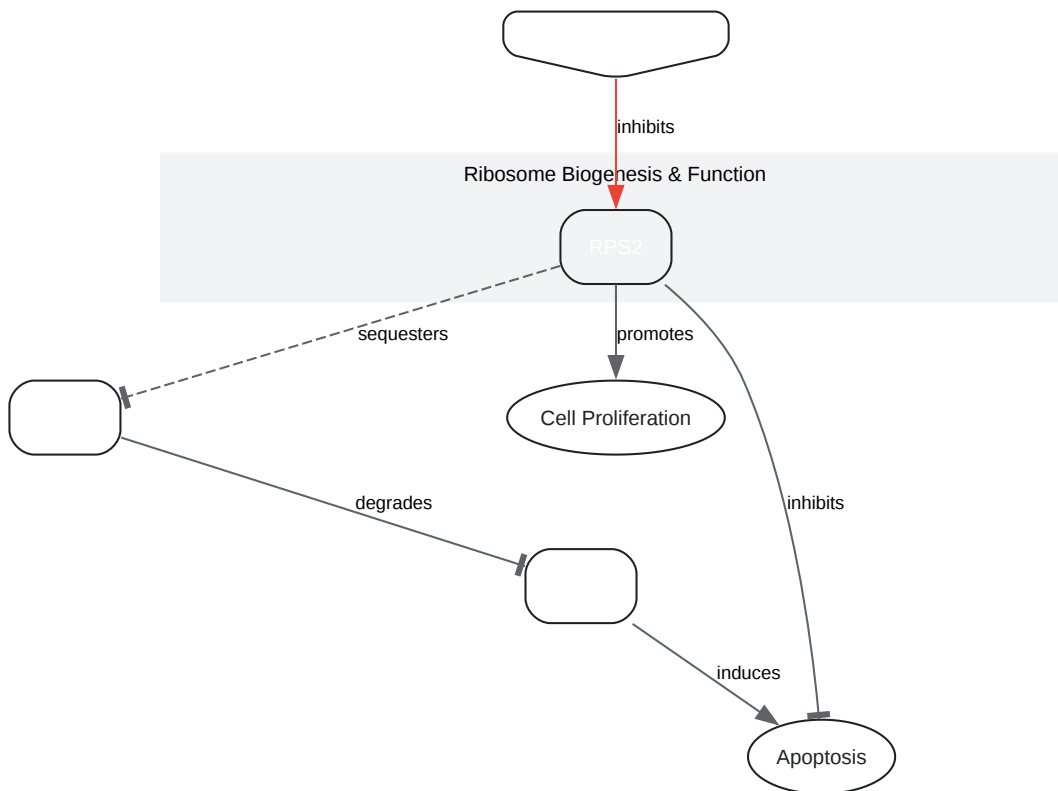 inhibits
Ribosome Biogenesis & Function
RPS2
sequesters
promotes
Cell Proliferation
degrades
inhibits
induces
Apoptosis